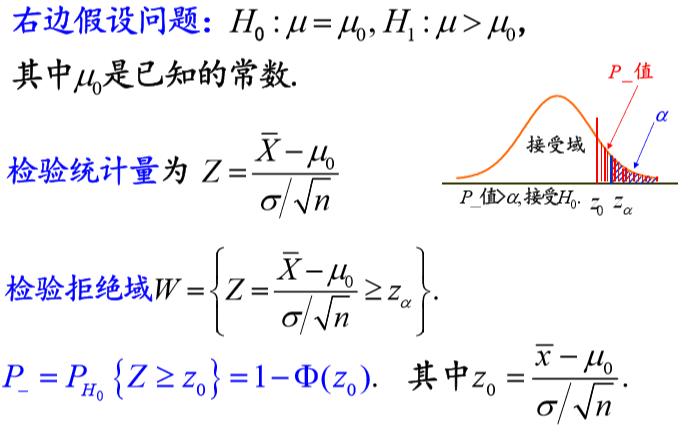 右边假设问题：H₀ : μ = μ₀, H₁ : μ > μ₀，
其中μ₀是已知的常数.
P_值
α
接受域
P_值>α,接受H₀. z₀ z_α
检验统计量为 Z = (X̄ − μ₀) / (σ/√n)
检验拒绝域W = { Z = (X̄ − μ₀) / (σ/√n) ≥ z_α }.
P_ = P_{H₀} {Z ≥ z₀} = 1 − Φ(z₀). 其中z₀ = (x̄ − μ₀) / (σ/√n).